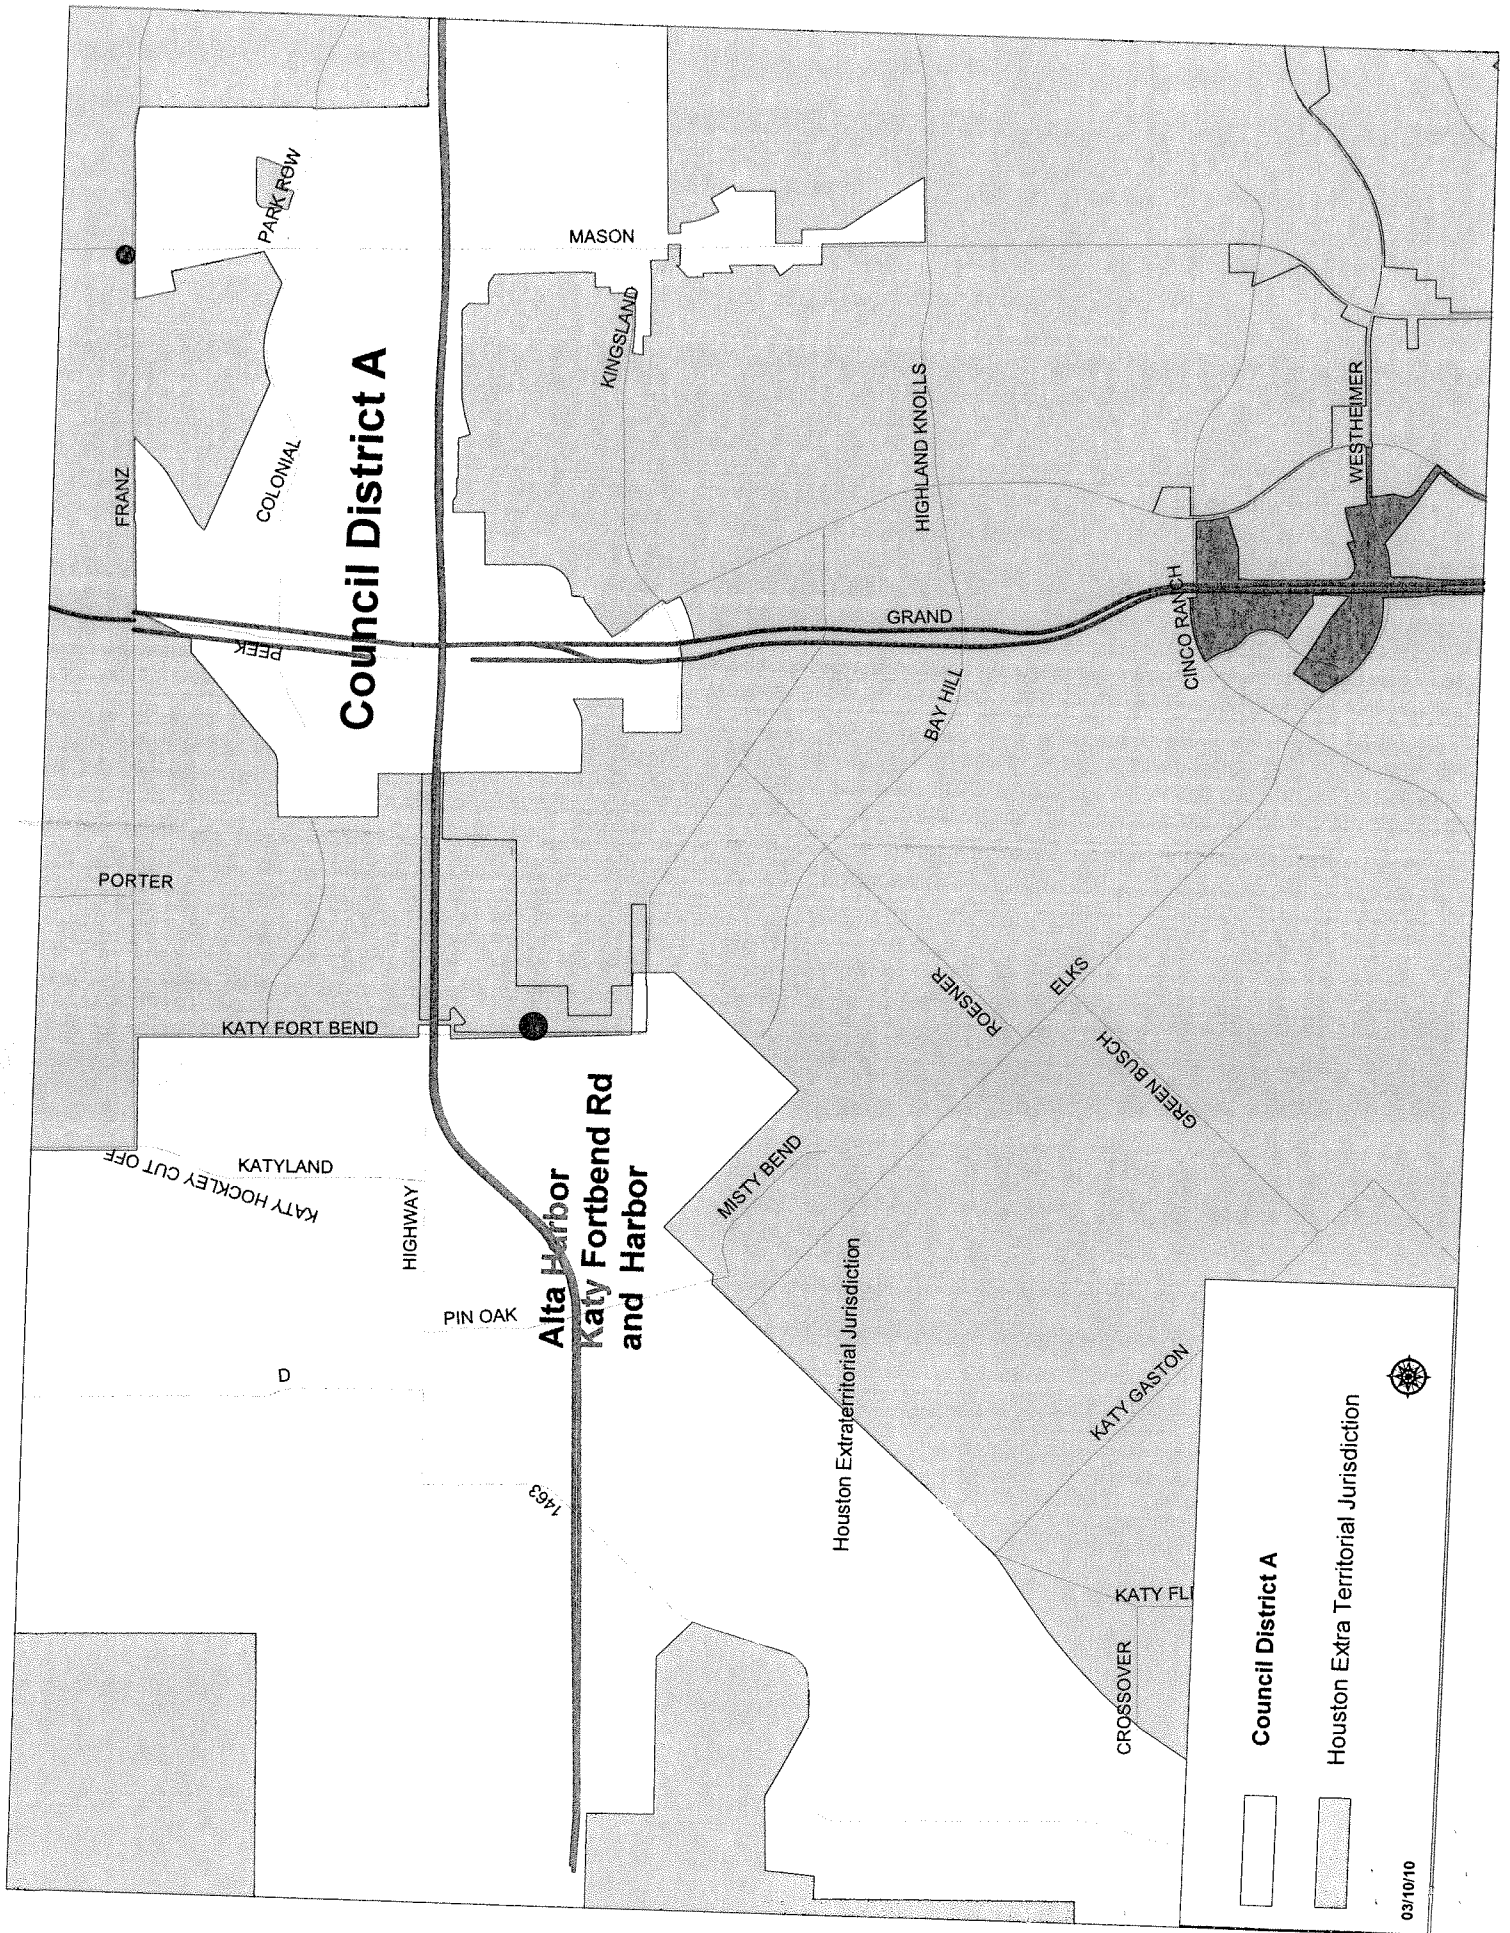 FRANZ
PARK ROW
MASON
COLONIAL
Council District A
KINGSLAND
HIGHLAND KNOLLS
WESTHEIMER
PEEK
GRAND
CINCO RANCH
BAY HILL
PORTER
KATY FORT BEND
ROESNER
ELKS
GREEN BUSCH
KATY HOCKLEY CUT OFF
KATYLAND
HIGHWAY
MISTY BEND
Alta Harbor
Katy Fortbend Rd
and Harbor
PIN OAK
D
1463
Houston Extraterritorial Jurisdiction
KATY GASTON
KATY FL
CROSSOVER
Council District A
Houston Extra Territorial Jurisdiction
03/10/10